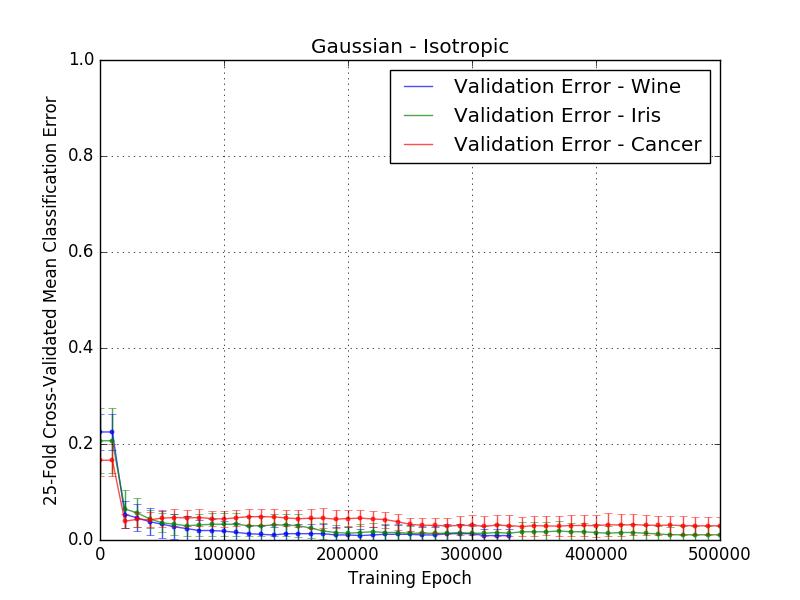 Gaussian - Isotropic
25-Fold Cross-Validated Mean Classification Error
1.0
0.8
0.6
0.4
0.2
0.0
Validation Error - Wine
Validation Error - Iris
Validation Error - Cancer
0 100000 200000 300000 400000 500000
Training Epoch